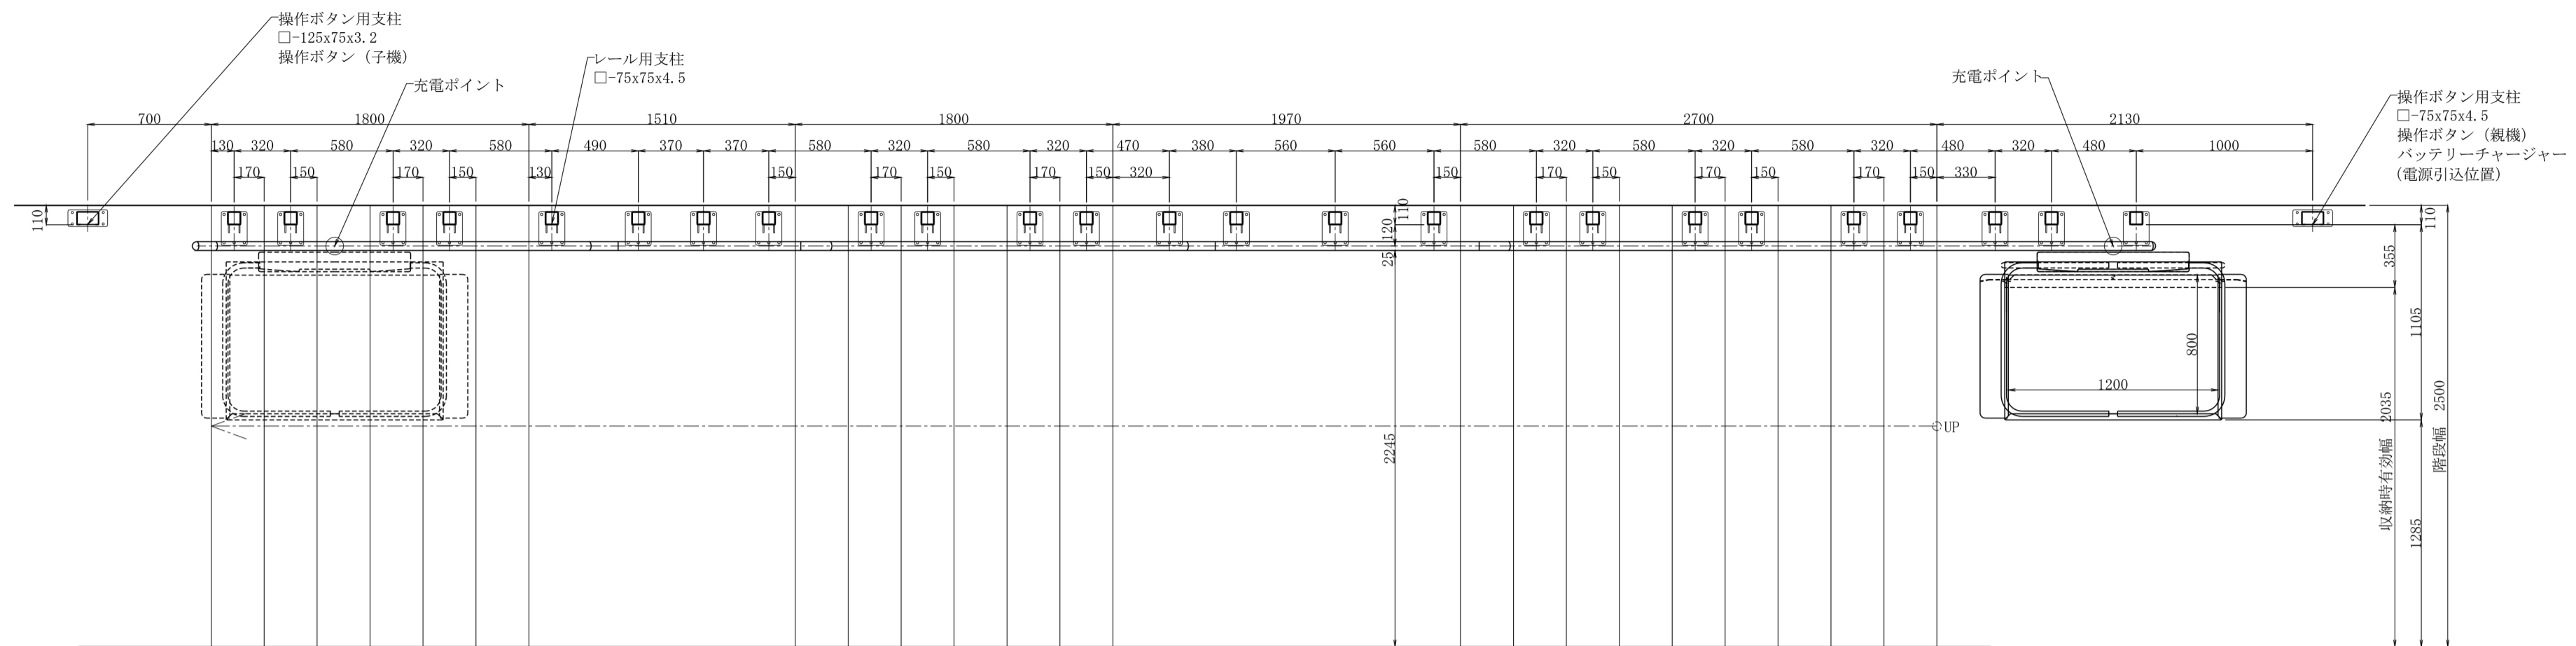 操作ボタン用支柱
□-125x75x3.2
操作ボタン（子機）
レール用支柱
□-75x75x4.5
充電ポイント
充電ポイント
操作ボタン用支柱
□-75x75x4.5
操作ボタン（親機）
バッテリーチャージャー
（電源引込位置）
700 1800 1510 1800 1970 2700 2130
130 320 580 320 580 490 370 370 580 320 580 320 470 380 560 560 580 320 580 320 580 320 480 320 480 1000
170 150 170 150 130 150 170 150 170 150 320 150 170 150 170 150 170 150 330
110
110
120
25
2245
110
355
1105
800
1200
収納時有効幅 2035
階段幅 2500
1285
UP